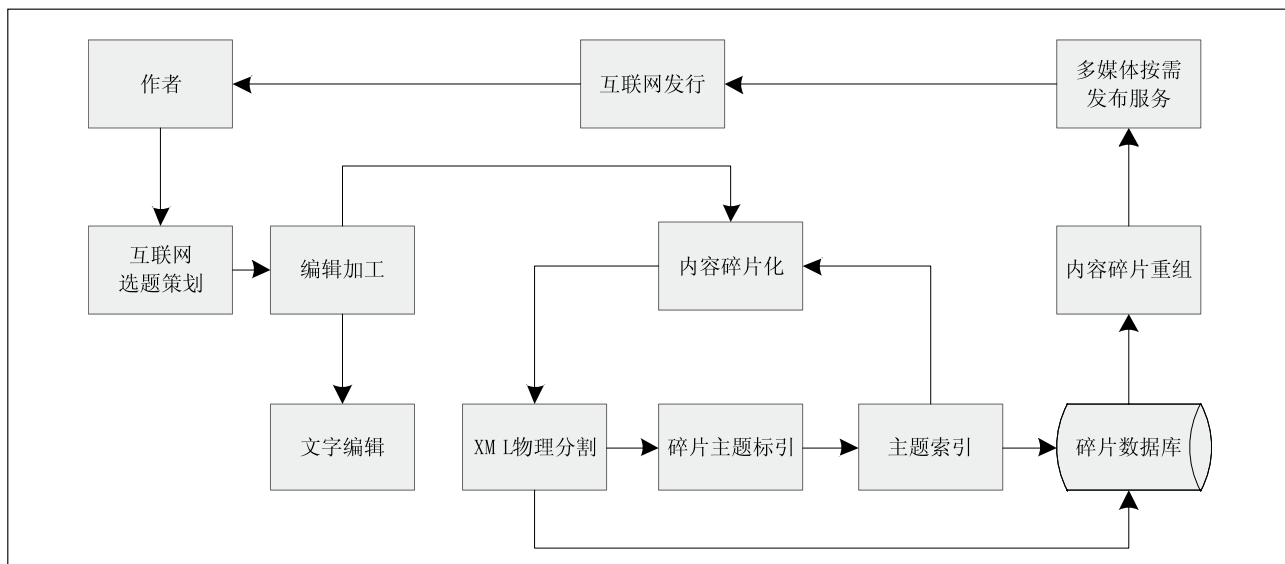 作者
互联网发行
多媒体按需
发布服务
互联网
选题策划
编辑加工
内容碎片化
内容碎片重组
文字编辑
XML物理分割
碎片主题标引
主题索引
碎片数据库